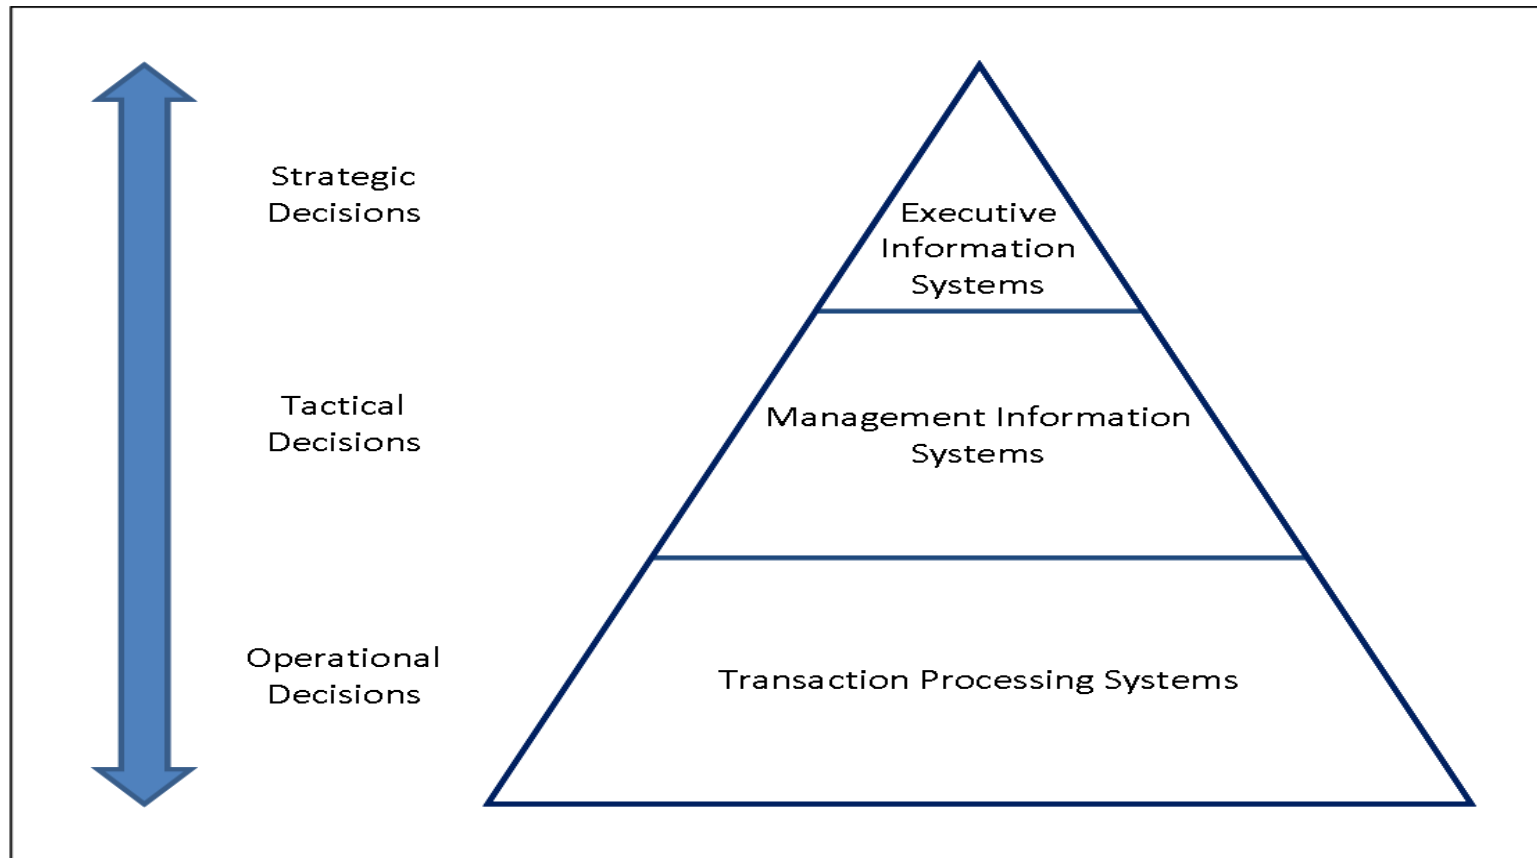 Strategic
Decisions
Executive
Information
Systems
Tactical
Decisions
Management Information
Systems
Operational
Decisions
Transaction Processing Systems